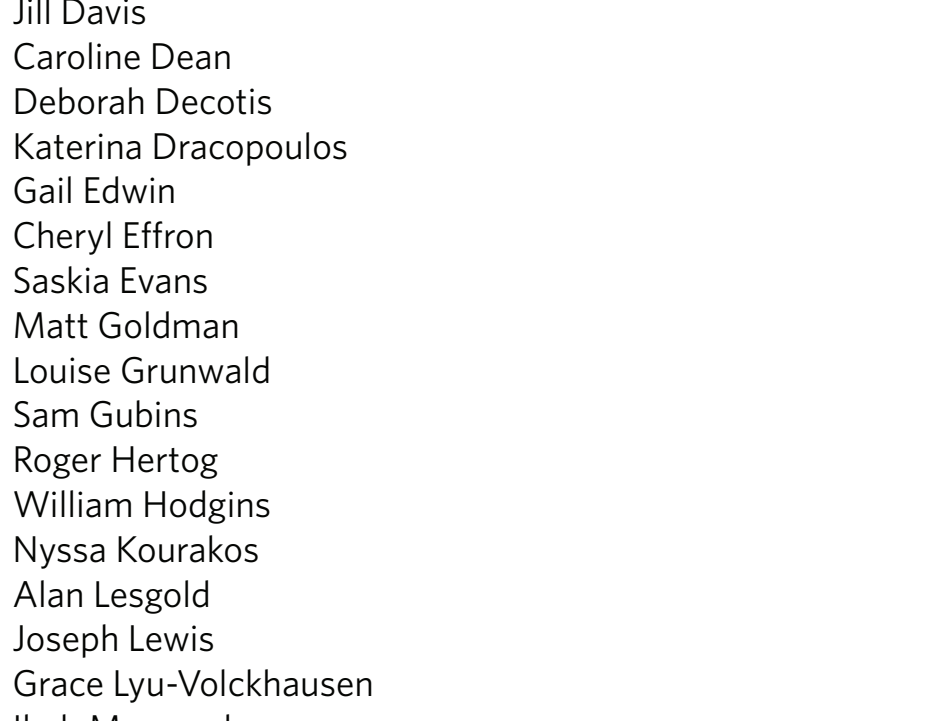 Jill Davis
Caroline Dean
Deborah Decotis
Katerina Dracopoulos
Gail Edwin
Cheryl Effron
Saskia Evans
Matt Goldman
Louise Grunwald
Sam Gubins
Roger Hertog
William Hodgins
Nyssa Kourakos
Alan Lesgold
Joseph Lewis
Grace Lyu-Volckhausen